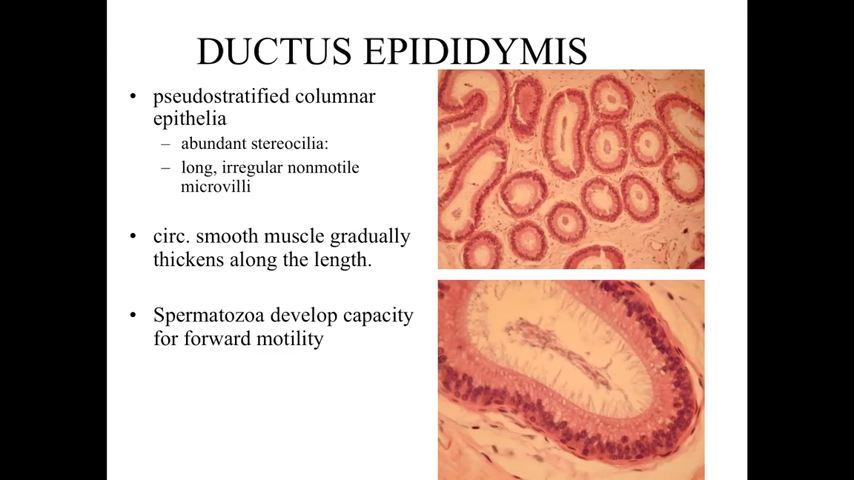 DUCTUS EPIDIDYMIS
• pseudostratified columnar
epithelia
– abundant stereocilia:
– long, irregular nonmotile
microvilli
• circ. smooth muscle gradually
thickens along the length.
• Spermatozoa develop capacity
for forward motility